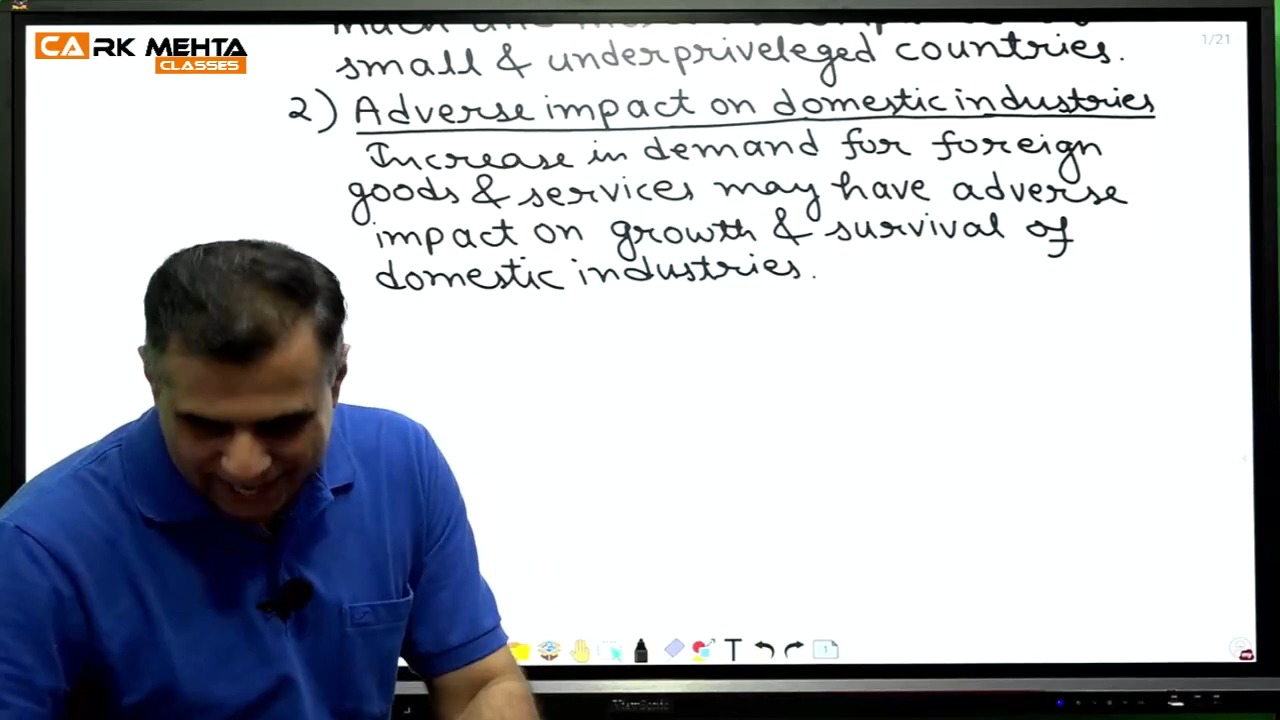 CA RK MEHTA
CLASSES
1/21
small & underpriveleged countries.
2) Adverse impact on domestic industries
Increase in demand for foreign
goods & services may have adverse
impact on growth & survival of
domestic industries.
T
1